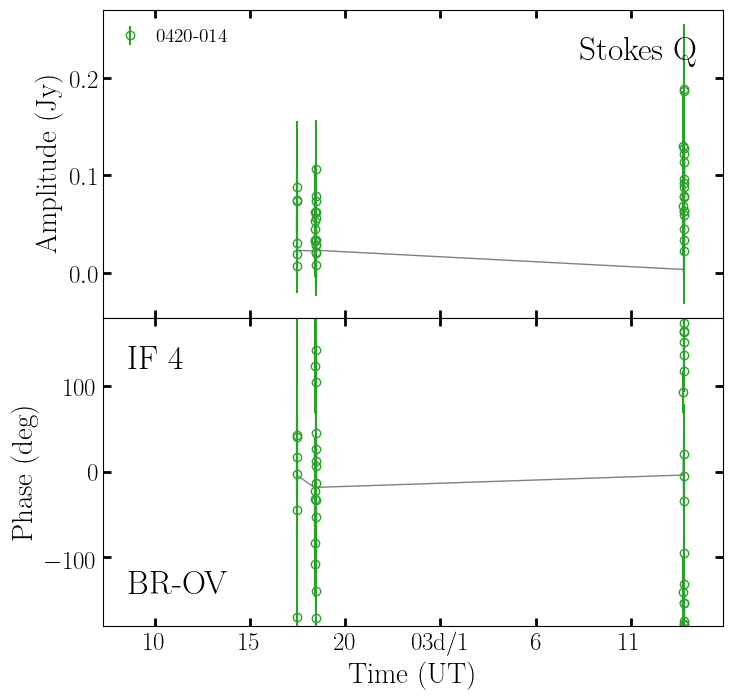 0420-014
Stokes Q
Amplitude (Jy)
0.2
0.1
0.0
IF 4
Phase (deg)
100
0
−100
BR-OV
10 15 20 03d/1 6 11
Time (UT)